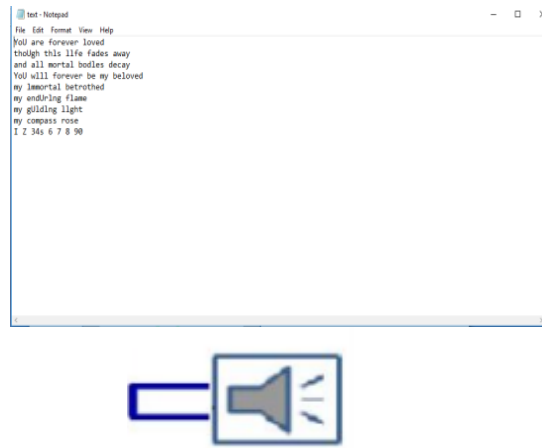 text - Notepad
File Edit Format View Help
YoU are forever loved
thoUgh thls llfe fades away
and all mortal bodles decay
YoU wlll forever be my beloved
my lmmortal betrothed
my endUrlng flame
my gUldlng llght
my compass rose
I Z 34s 6 7 8 90